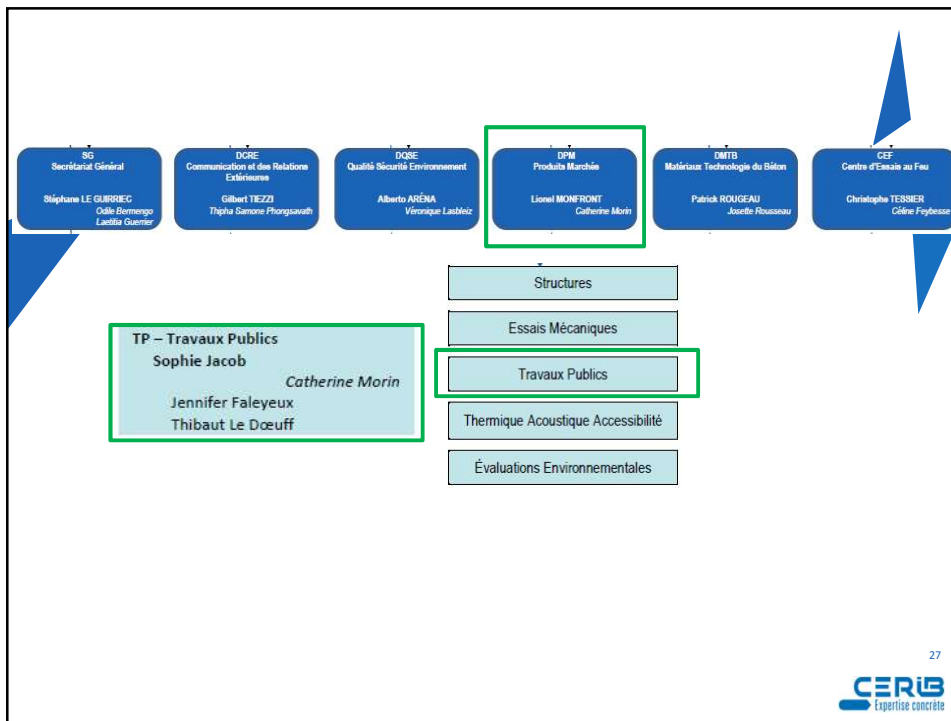 SG
Secrétariat Général
Stéphane LE GUIRRIEC
Odile Bermengo
Laetitia Guerrier
DCRE
Communication et des Relations
Extérieures
Gilbert TIEZZI
Thipha Samone Phongsavath
DQSE
Qualité Sécurité Environnement
Alberto ARÉNA
Véronique Lasbleiz
DPM
Produits Marchés
Lionel MONFRONT
Catherine Morin
DMTB
Matériaux Technologie du Béton
Patrick ROUGEAU
Josette Rousseau
CEF
Centre d'Essais au Feu
Christophe TESSIER
Céline Feybesse
Structures
Essais Mécaniques
Travaux Publics
Thermique Acoustique Accessibilité
Évaluations Environnementales
TP – Travaux Publics
Sophie Jacob
Catherine Morin
Jennifer Faleyeux
Thibaut Le Dœuff
27
CERIB
Expertise concrète